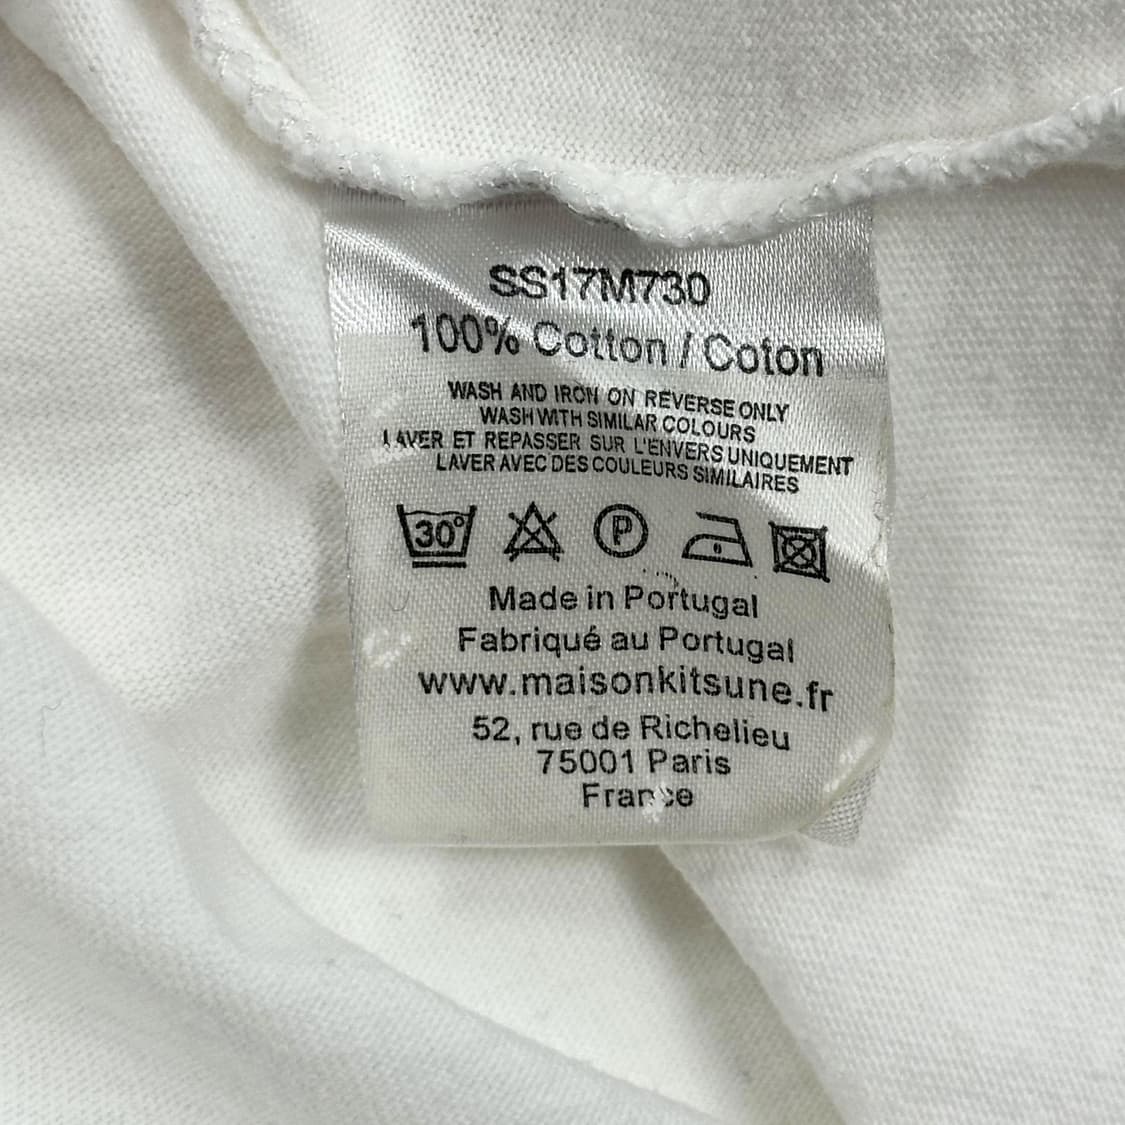 SS17M730
100% Cotton / Coton
WASH AND IRON ON REVERSE ONLY
WASH WITH SIMILAR COLOURS
LAVER ET REPASSER SUR L'ENVERS UNIQUEMENT
LAVER AVEC DES COULEURS SIMILAIRES
30° P
Made in Portugal
Fabriqué au Portugal
www.maisonkitsune.fr
52, rue de Richelieu
75001 Paris
France